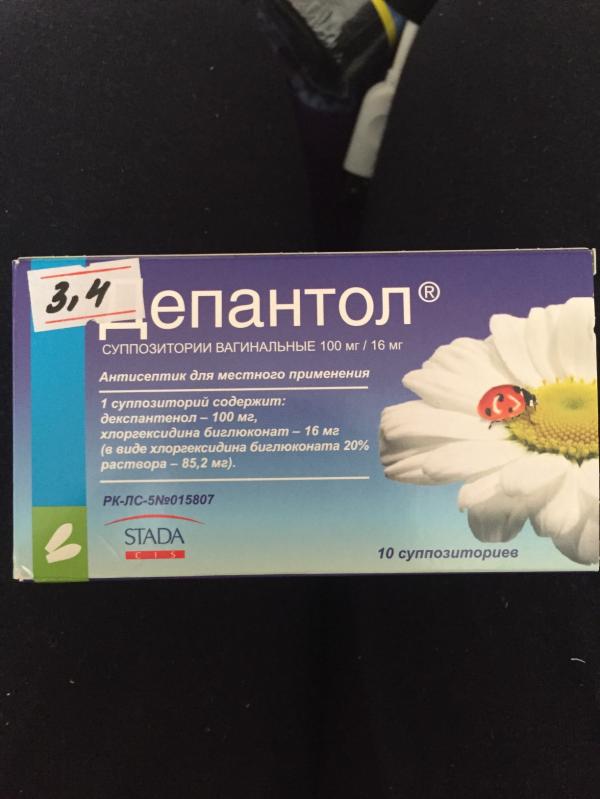 3,4
Депантол®
СУППОЗИТОРИИ ВАГИНАЛЬНЫЕ 100 мг / 16 мг
Антисептик для местного применения
1 суппозиторий содержит:
декспантенол – 100 мг,
хлоргексидина биглюконат – 16 мг
(в виде хлоргексидина биглюконата 20%
раствора – 85,2 мг).
РК-ЛС-5№015807
STADA
CIS
10 суппозиториев